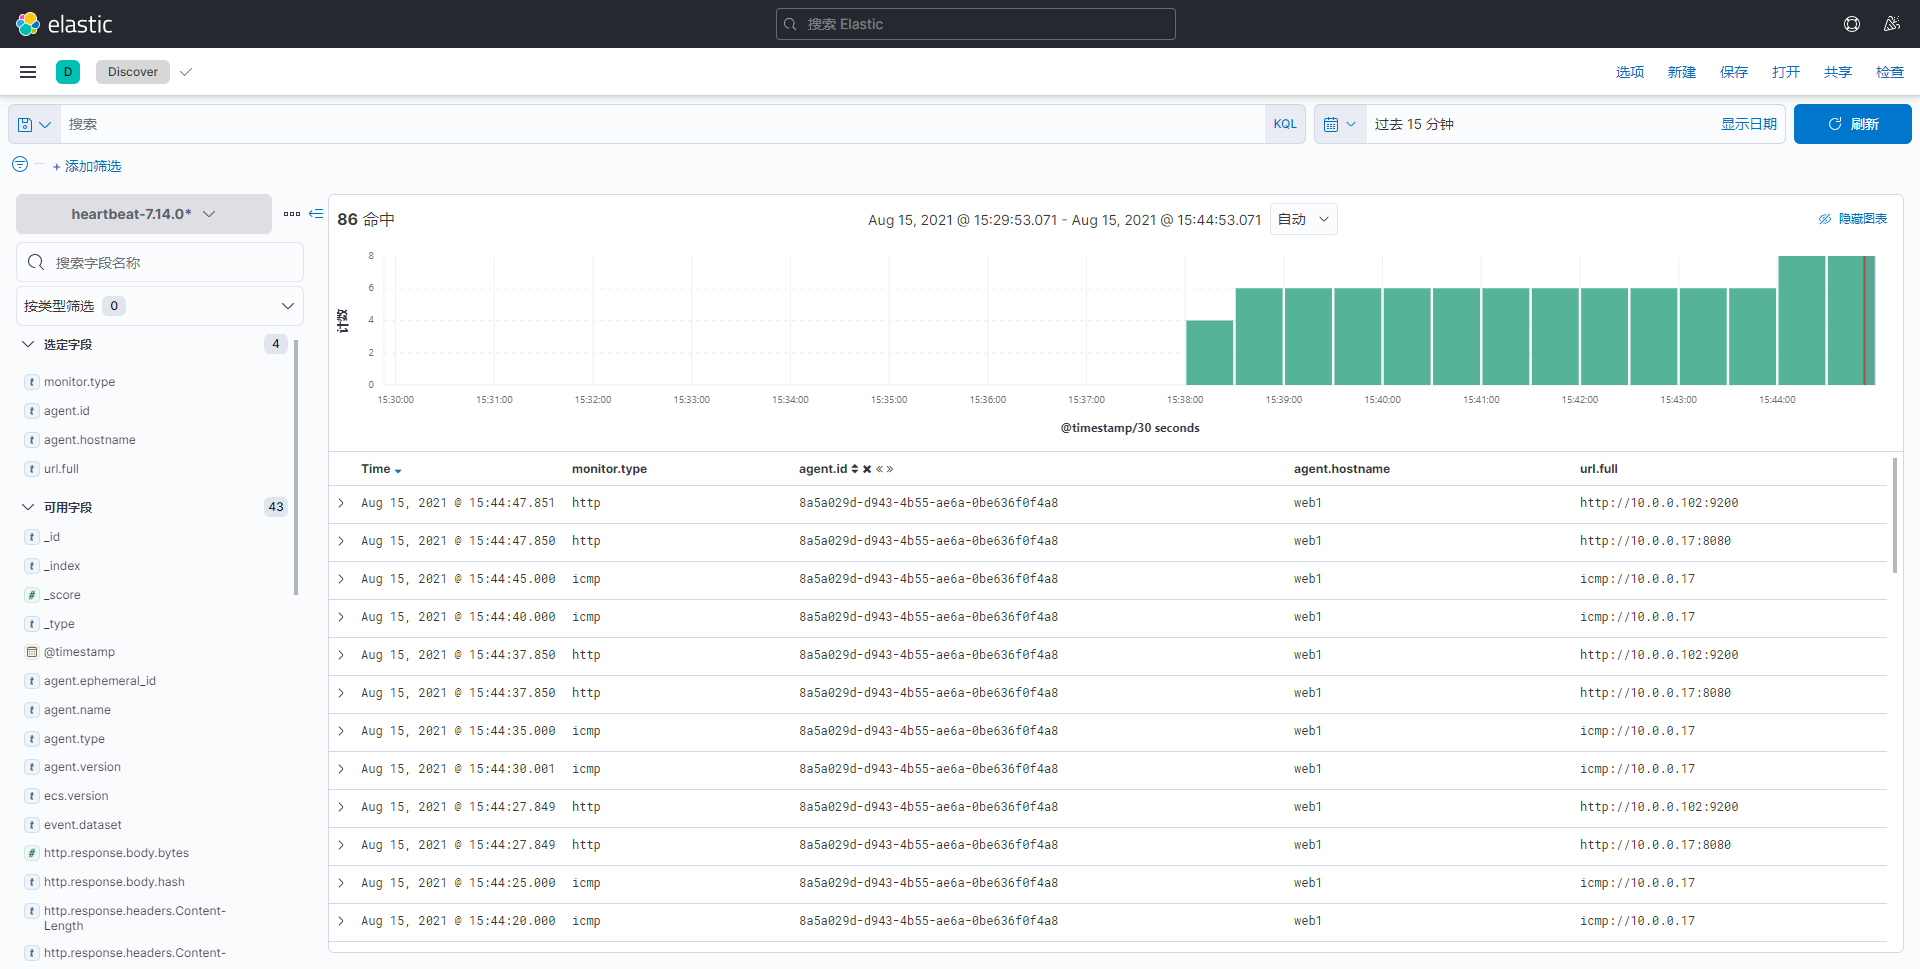 elastic
搜索 Elastic
D
Discover
选项 新建 保存 打开 共享 检查
搜索
KQL
过去 15 分钟
显示日期
刷新
+ 添加筛选
heartbeat-7.14.0*
搜索字段名称
按类型筛选 0
选定字段 4
t monitor.type
t agent.id
t agent.hostname
t url.full
可用字段 43
t _id
t _index
# _score
t _type
@timestamp
t agent.ephemeral_id
t agent.name
t agent.type
t agent.version
t ecs.version
t event.dataset
# http.response.body.bytes
t http.response.body.hash
t http.response.headers.Content-
Length
t http.response.headers.Content-
86 命中
Aug 15, 2021 @ 15:29:53.071 - Aug 15, 2021 @ 15:44:53.071 自动
隐藏图表
计数
8
6
4
2
0
15:30:00 15:31:00 15:32:00 15:33:00 15:34:00 15:35:00 15:36:00 15:37:00 15:38:00 15:39:00 15:40:00 15:41:00 15:42:00 15:43:00 15:44:00
@timestamp/30 seconds
Time monitor.type agent.id agent.hostname url.full
Aug 15, 2021 @ 15:44:47.851 http 8a5a029d-d943-4b55-ae6a-0be636f0f4a8 web1 http://10.0.0.102:9200
Aug 15, 2021 @ 15:44:47.850 http 8a5a029d-d943-4b55-ae6a-0be636f0f4a8 web1 http://10.0.0.17:8080
Aug 15, 2021 @ 15:44:45.000 icmp 8a5a029d-d943-4b55-ae6a-0be636f0f4a8 web1 icmp://10.0.0.17
Aug 15, 2021 @ 15:44:40.000 icmp 8a5a029d-d943-4b55-ae6a-0be636f0f4a8 web1 icmp://10.0.0.17
Aug 15, 2021 @ 15:44:37.850 http 8a5a029d-d943-4b55-ae6a-0be636f0f4a8 web1 http://10.0.0.102:9200
Aug 15, 2021 @ 15:44:37.850 http 8a5a029d-d943-4b55-ae6a-0be636f0f4a8 web1 http://10.0.0.17:8080
Aug 15, 2021 @ 15:44:35.000 icmp 8a5a029d-d943-4b55-ae6a-0be636f0f4a8 web1 icmp://10.0.0.17
Aug 15, 2021 @ 15:44:30.001 icmp 8a5a029d-d943-4b55-ae6a-0be636f0f4a8 web1 icmp://10.0.0.17
Aug 15, 2021 @ 15:44:27.849 http 8a5a029d-d943-4b55-ae6a-0be636f0f4a8 web1 http://10.0.0.102:9200
Aug 15, 2021 @ 15:44:27.849 http 8a5a029d-d943-4b55-ae6a-0be636f0f4a8 web1 http://10.0.0.17:8080
Aug 15, 2021 @ 15:44:25.000 icmp 8a5a029d-d943-4b55-ae6a-0be636f0f4a8 web1 icmp://10.0.0.17
Aug 15, 2021 @ 15:44:20.000 icmp 8a5a029d-d943-4b55-ae6a-0be636f0f4a8 web1 icmp://10.0.0.17